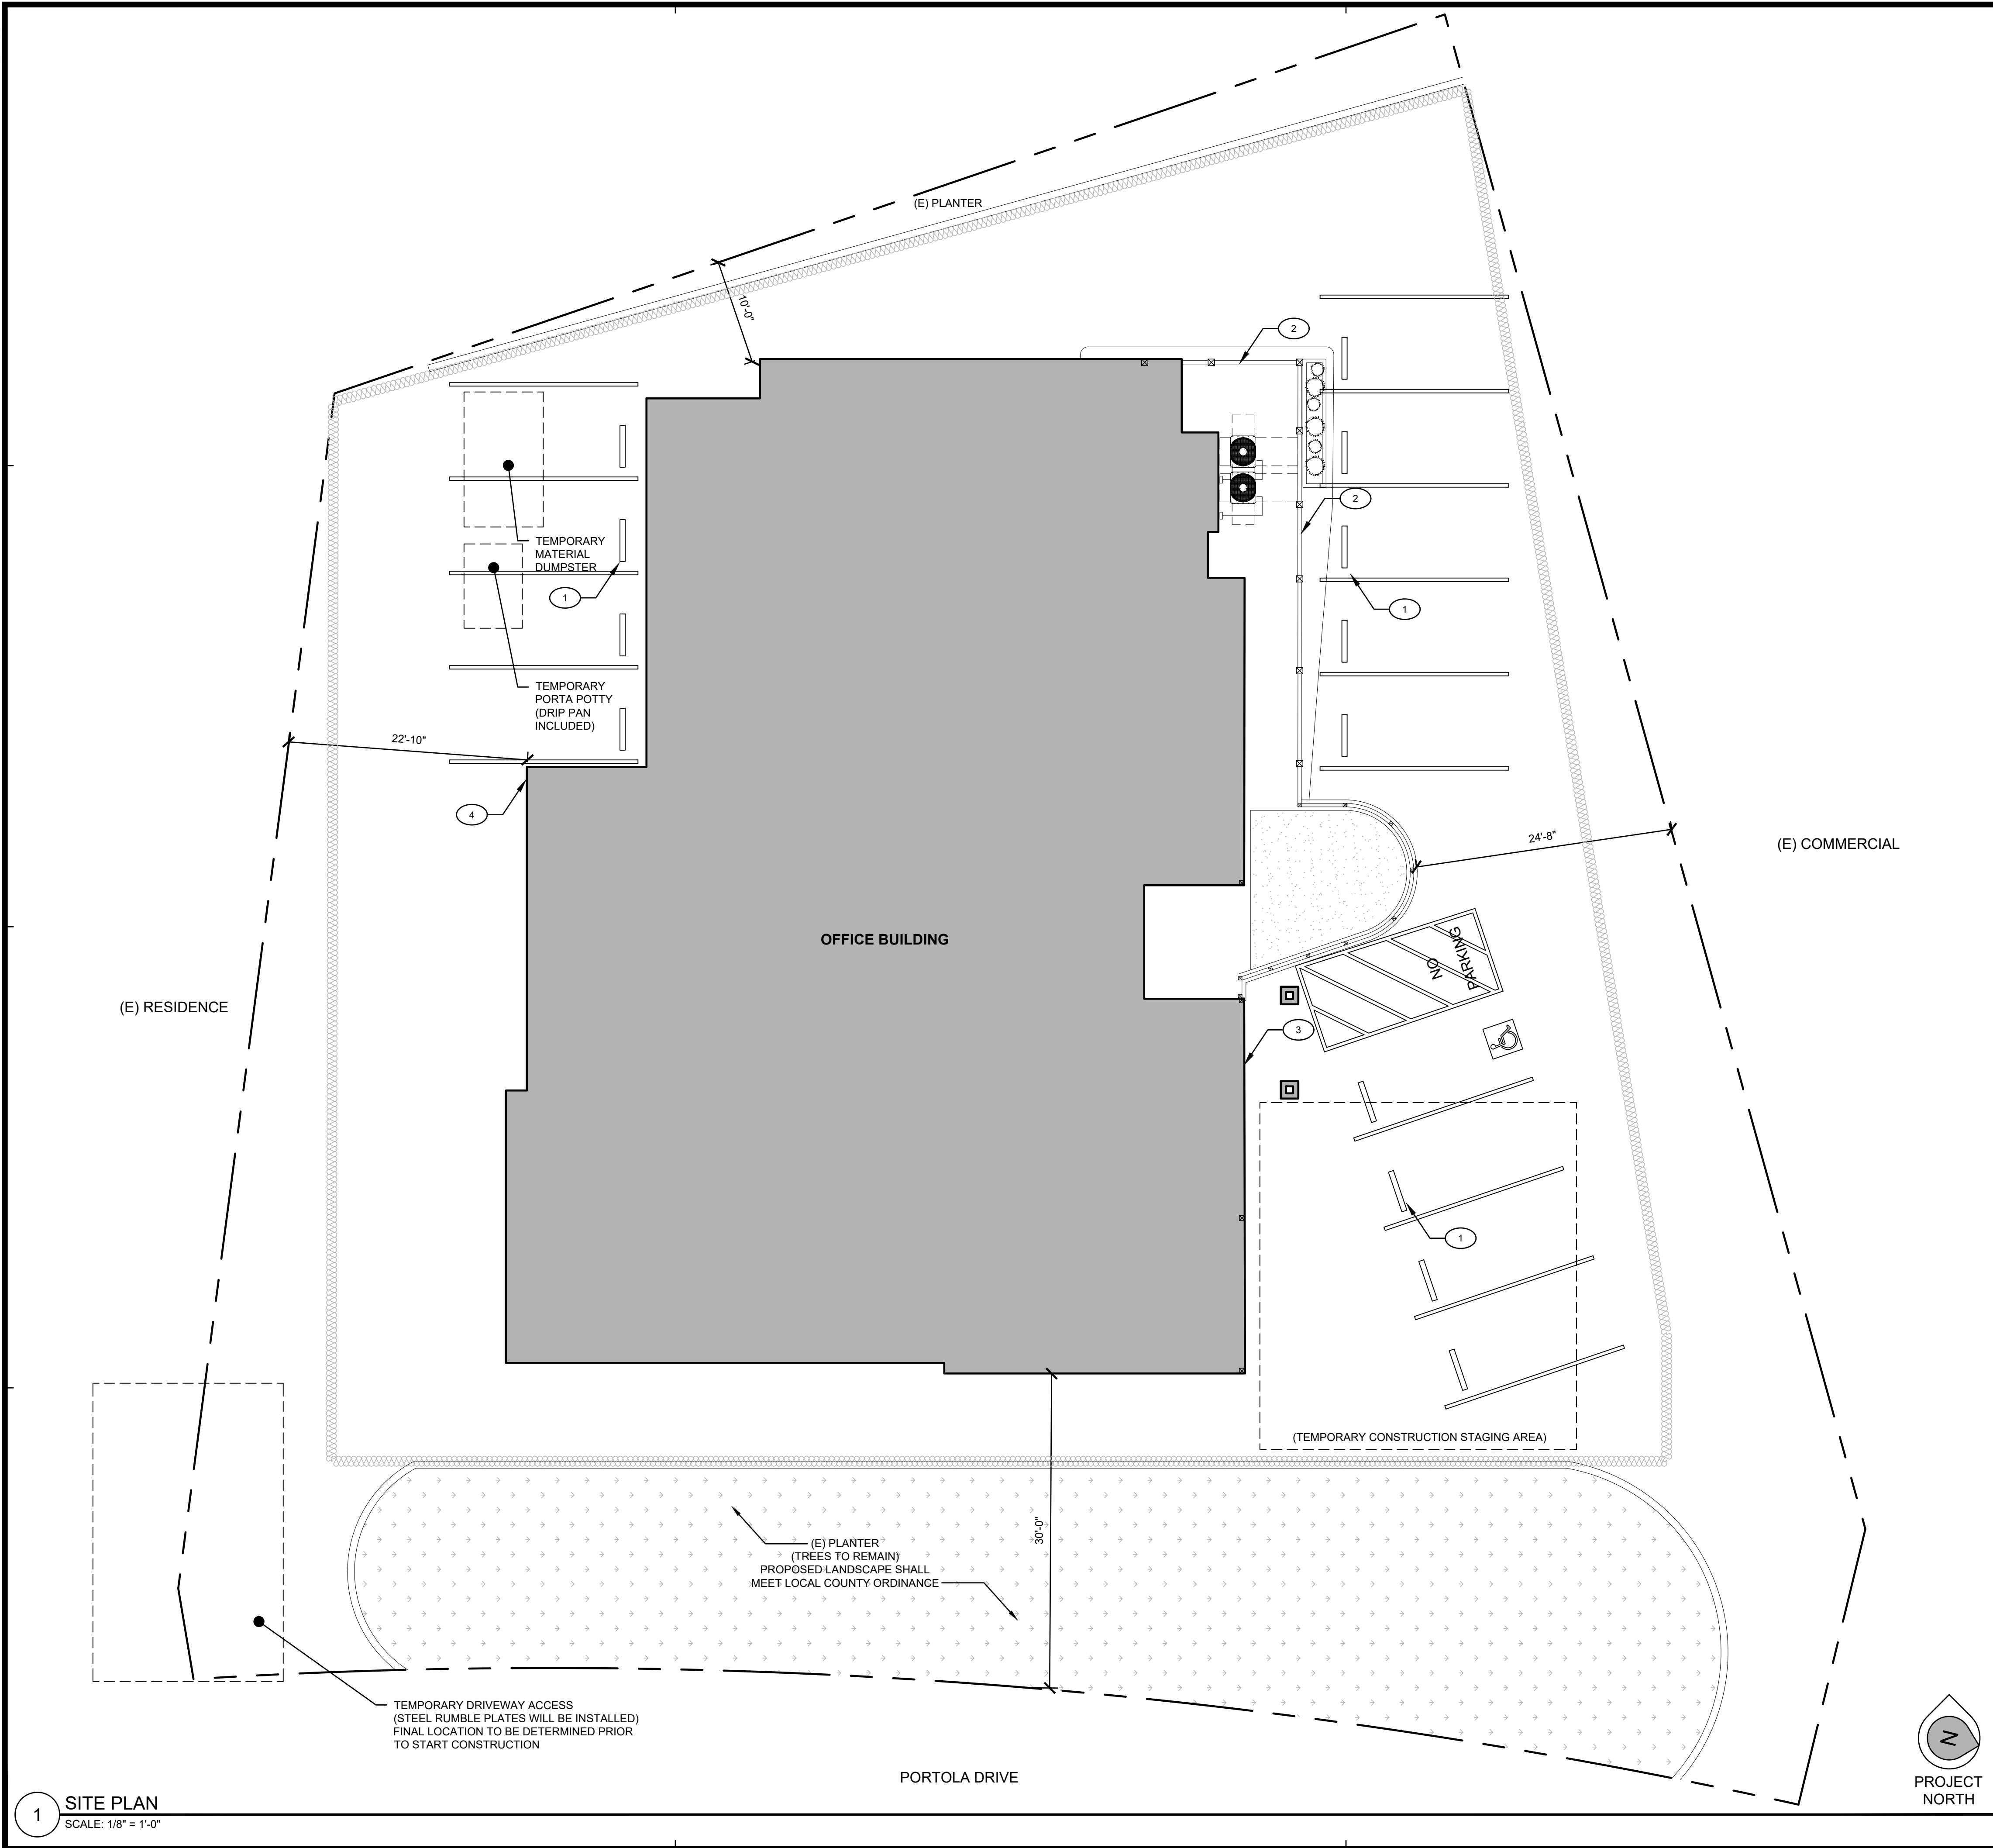 (E) PLANTER
10'-0"
2
2
TEMPORARY
MATERIAL
DUMPSTER
1
1
TEMPORARY
PORTA POTTY
(DRIP PAN
INCLUDED)
22'-10"
4
24'-8"
(E) COMMERCIAL
OFFICE BUILDING
NO
PARKING
(E) RESIDENCE
3
1
(TEMPORARY CONSTRUCTION STAGING AREA)
30'-0"
(E) PLANTER
(TREES TO REMAIN)
PROPOSED LANDSCAPE SHALL
MEET LOCAL COUNTY ORDINANCE
TEMPORARY DRIVEWAY ACCESS
(STEEL RUMBLE PLATES WILL BE INSTALLED)
FINAL LOCATION TO BE DETERMINED PRIOR
TO START CONSTRUCTION
PORTOLA DRIVE
N
PROJECT
NORTH
1
SITE PLAN
SCALE: 1/8" = 1'-0"